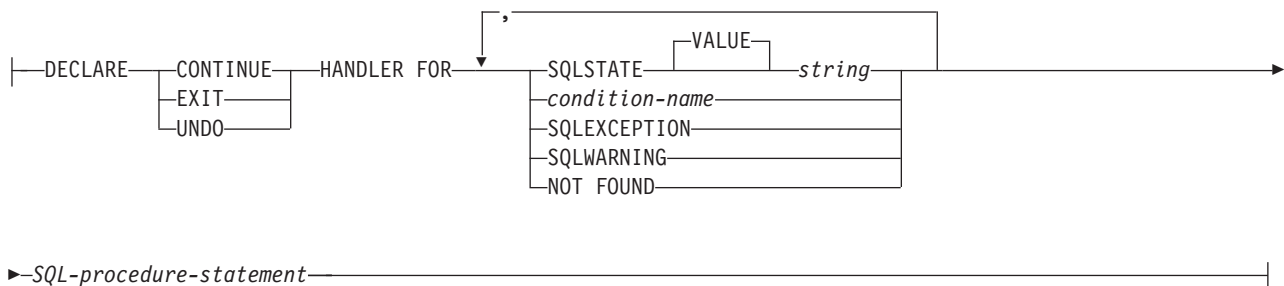 ,
VALUE
DECLARE CONTINUE HANDLER FOR SQLSTATE string
EXIT condition-name
UNDO SQLEXCEPTION
SQLWARNING
NOT FOUND
SQL-procedure-statement